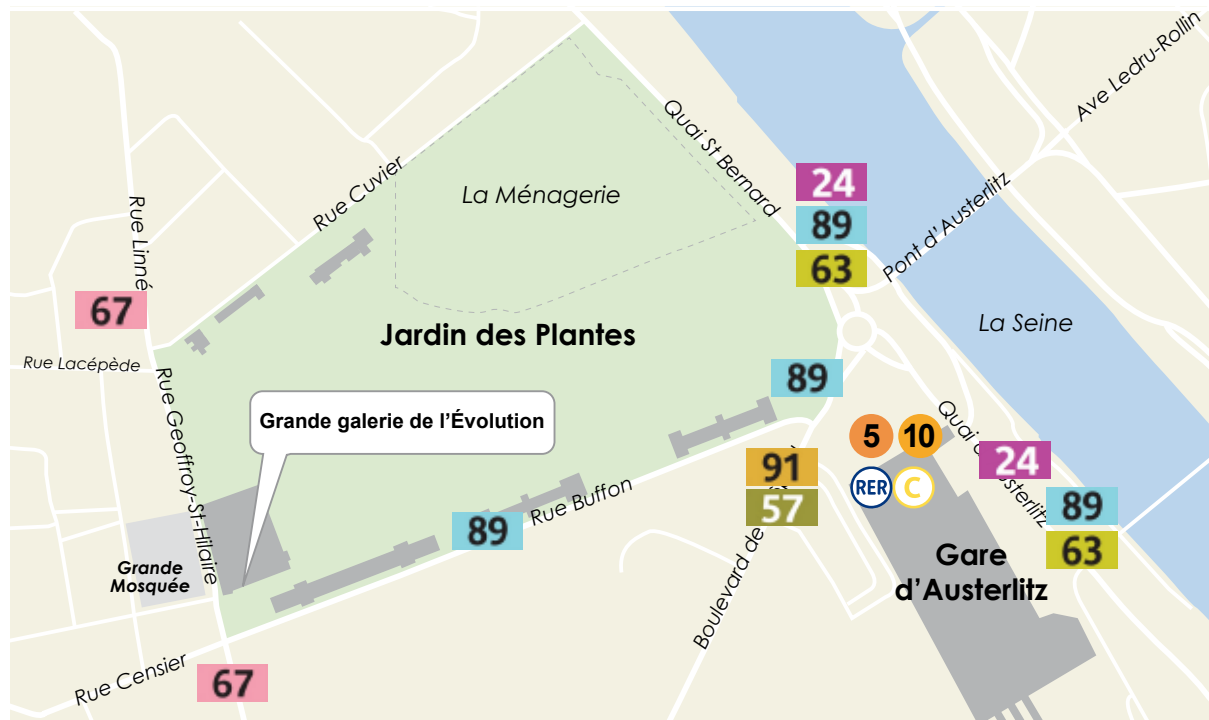 Ave Ledru-Rollin
Quai St Bernard
La Ménagerie
Rue Cuvier
24
89
63
Pont d'Austerlitz
Rue Linné
67
Jardin des Plantes
La Seine
Rue Lacépède
89
Rue Geoffroy-St-Hilaire
Grande galerie de l'Évolution
5
10
Quai d'Austerlitz
24
91
57
RER
C
Rue Buffon
89
89
63
Grande
Mosquée
Gare
d'Austerlitz
Boulevard de
Rue Censier
67